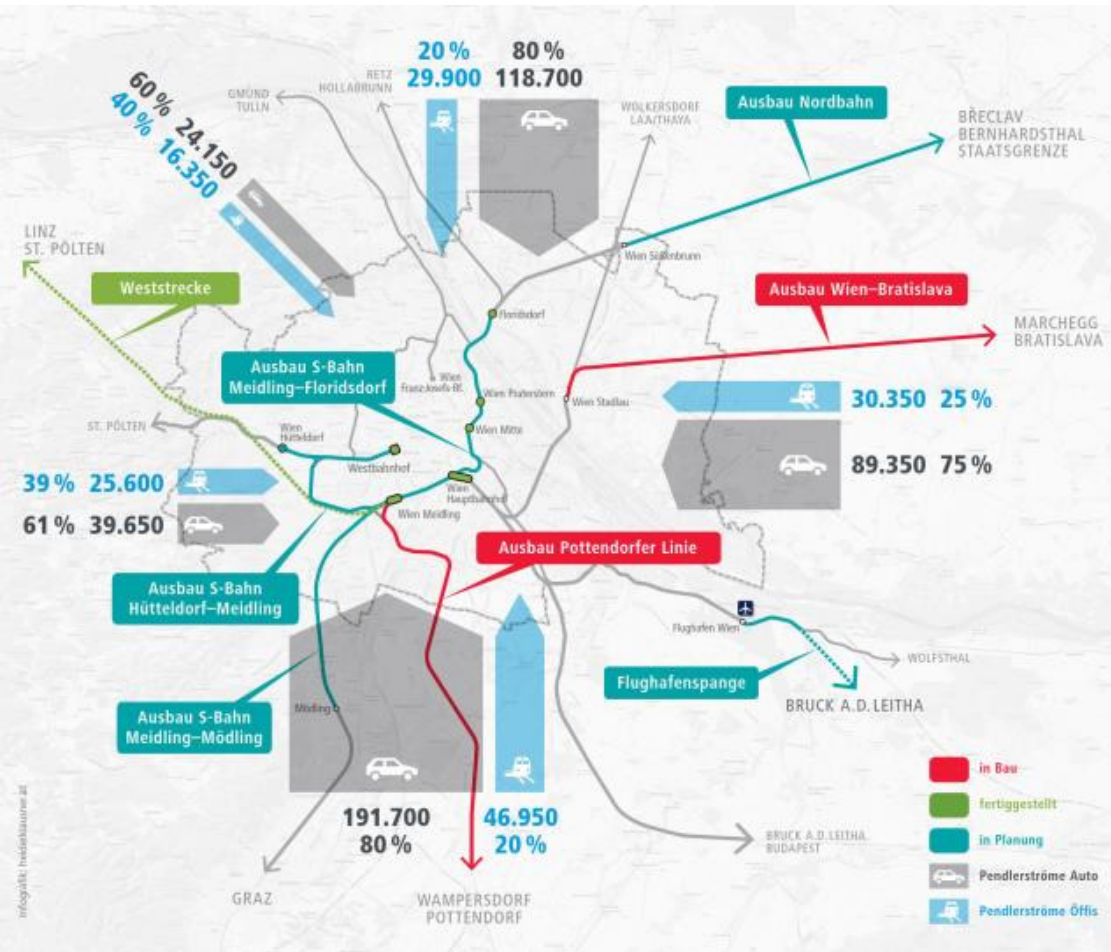 20 % 80 %
29.900 118.700
60 % 24.150
40 % 16.350
GMÜND
TULLN
RETZ
HOLLABRUNN
WOLKERSDORF
LAA/THAYA
Ausbau Nordbahn
BŘECLAV
BERNHARDSTHAL
STAATSGRENZE
LINZ
ST. PÖLTEN
Weststrecke
Wien Süßenbrunn
Ausbau Wien–Bratislava
Floridsdorf
MARCHEGG
BRATISLAVA
Ausbau S-Bahn
Meidling–Floridsdorf
Wien
Franz-Josefs-Bf.
Wien Praterstern
Wien Stadlau
30.350 25 %
ST. PÖLTEN
Wien
Hütteldorf
Wien Mitte
Westbahnhof
89.350 75 %
39 % 25.600
Wien
Hauptbahnhof
61 % 39.650
Wien Meidling
Ausbau Pottendorfer Linie
Ausbau S-Bahn
Hütteldorf–Meidling
Flughafen Wien
WOLFSTHAL
Flughafenspange
BRUCK A.D. LEITHA
Mödling
Ausbau S-Bahn
Meidling–Mödling
191.700 46.950
80 % 20 %
BRUCK A.D. LEITHA
BUDAPEST
GRAZ
WAMPERSDORF
POTTENDORF
in Bau
fertiggestellt
in Planung
Pendlerströme Auto
Pendlerströme Öffis
Infografik: heideklausner.at